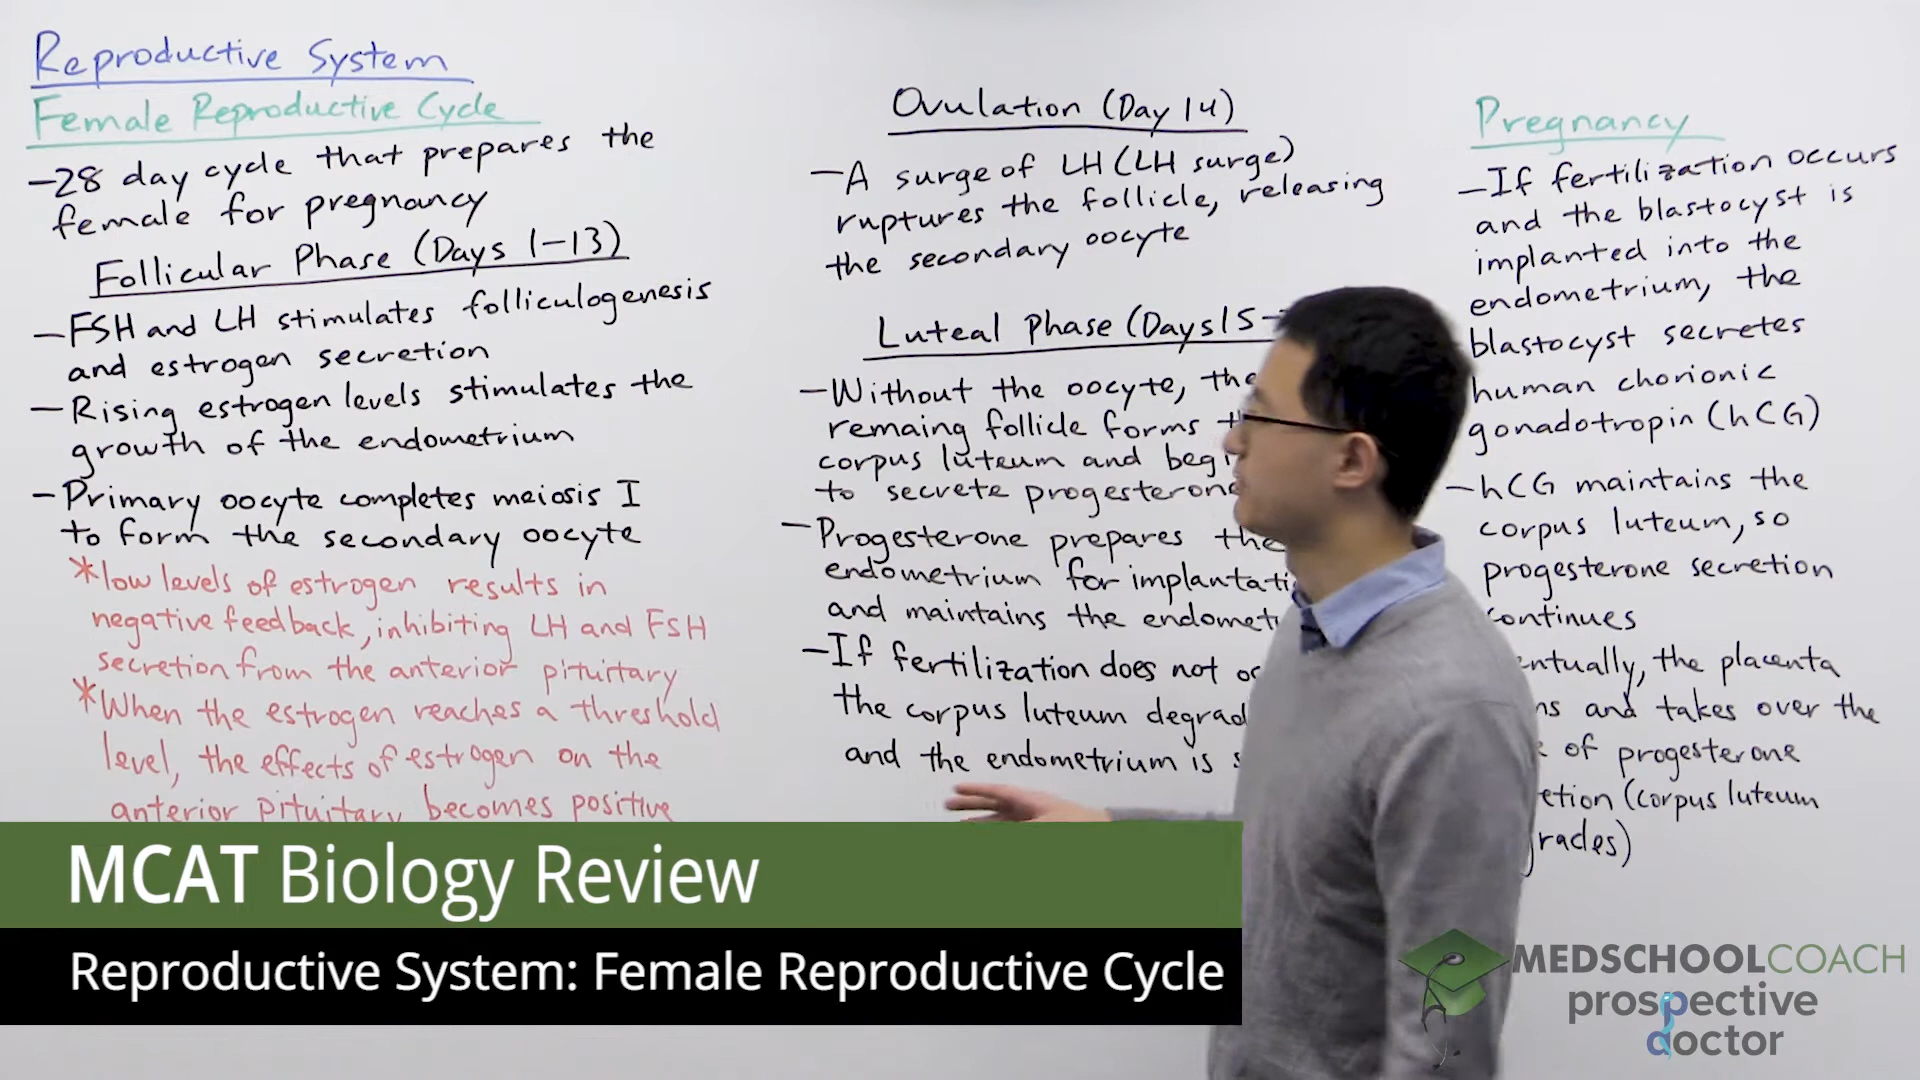 Reproductive System
Female Reproductive Cycle
-28 day cycle that prepares the
female for pregnancy
Follicular Phase (Days 1-13)
-FSH and LH stimulates folliculogenesis
and estrogen secretion
-Rising estrogen levels stimulates the
growth of the endometrium
-Primary oocyte completes meiosis I
to form the secondary oocyte
*low levels of estrogen results in
negative feedback, inhibiting LH and FSH
secretion from the anterior pituitary
*When the estrogen reaches a threshold
level, the effects of estrogen on the
anterior pituitary becomes positive
Ovulation (Day 14)
-A surge of LH (LH surge)
ruptures the follicle, releasing
the secondary oocyte
Luteal Phase (Days 15-
-Without the oocyte, the
remaing follicle forms
corpus luteum and
to secrete progesterone
-Progesterone prepares the
endometrium for
and maintains the
-If fertilization does not
the corpus luteum
and the endometrium is
Pregnancy
-If fertilization occurs
and the blastocyst is
implanted into the
endometrium, the
blastocyst secretes
human chorionic
gonadotropin (hCG)
-hCG maintains the
corpus luteum, so
progesterone secretion
continues
the placenta
and takes over the
of progesterone
(corpus luteum
MCAT Biology Review
Reproductive System: Female Reproductive Cycle
MEDSCHOOLCOACH
prospective
doctor